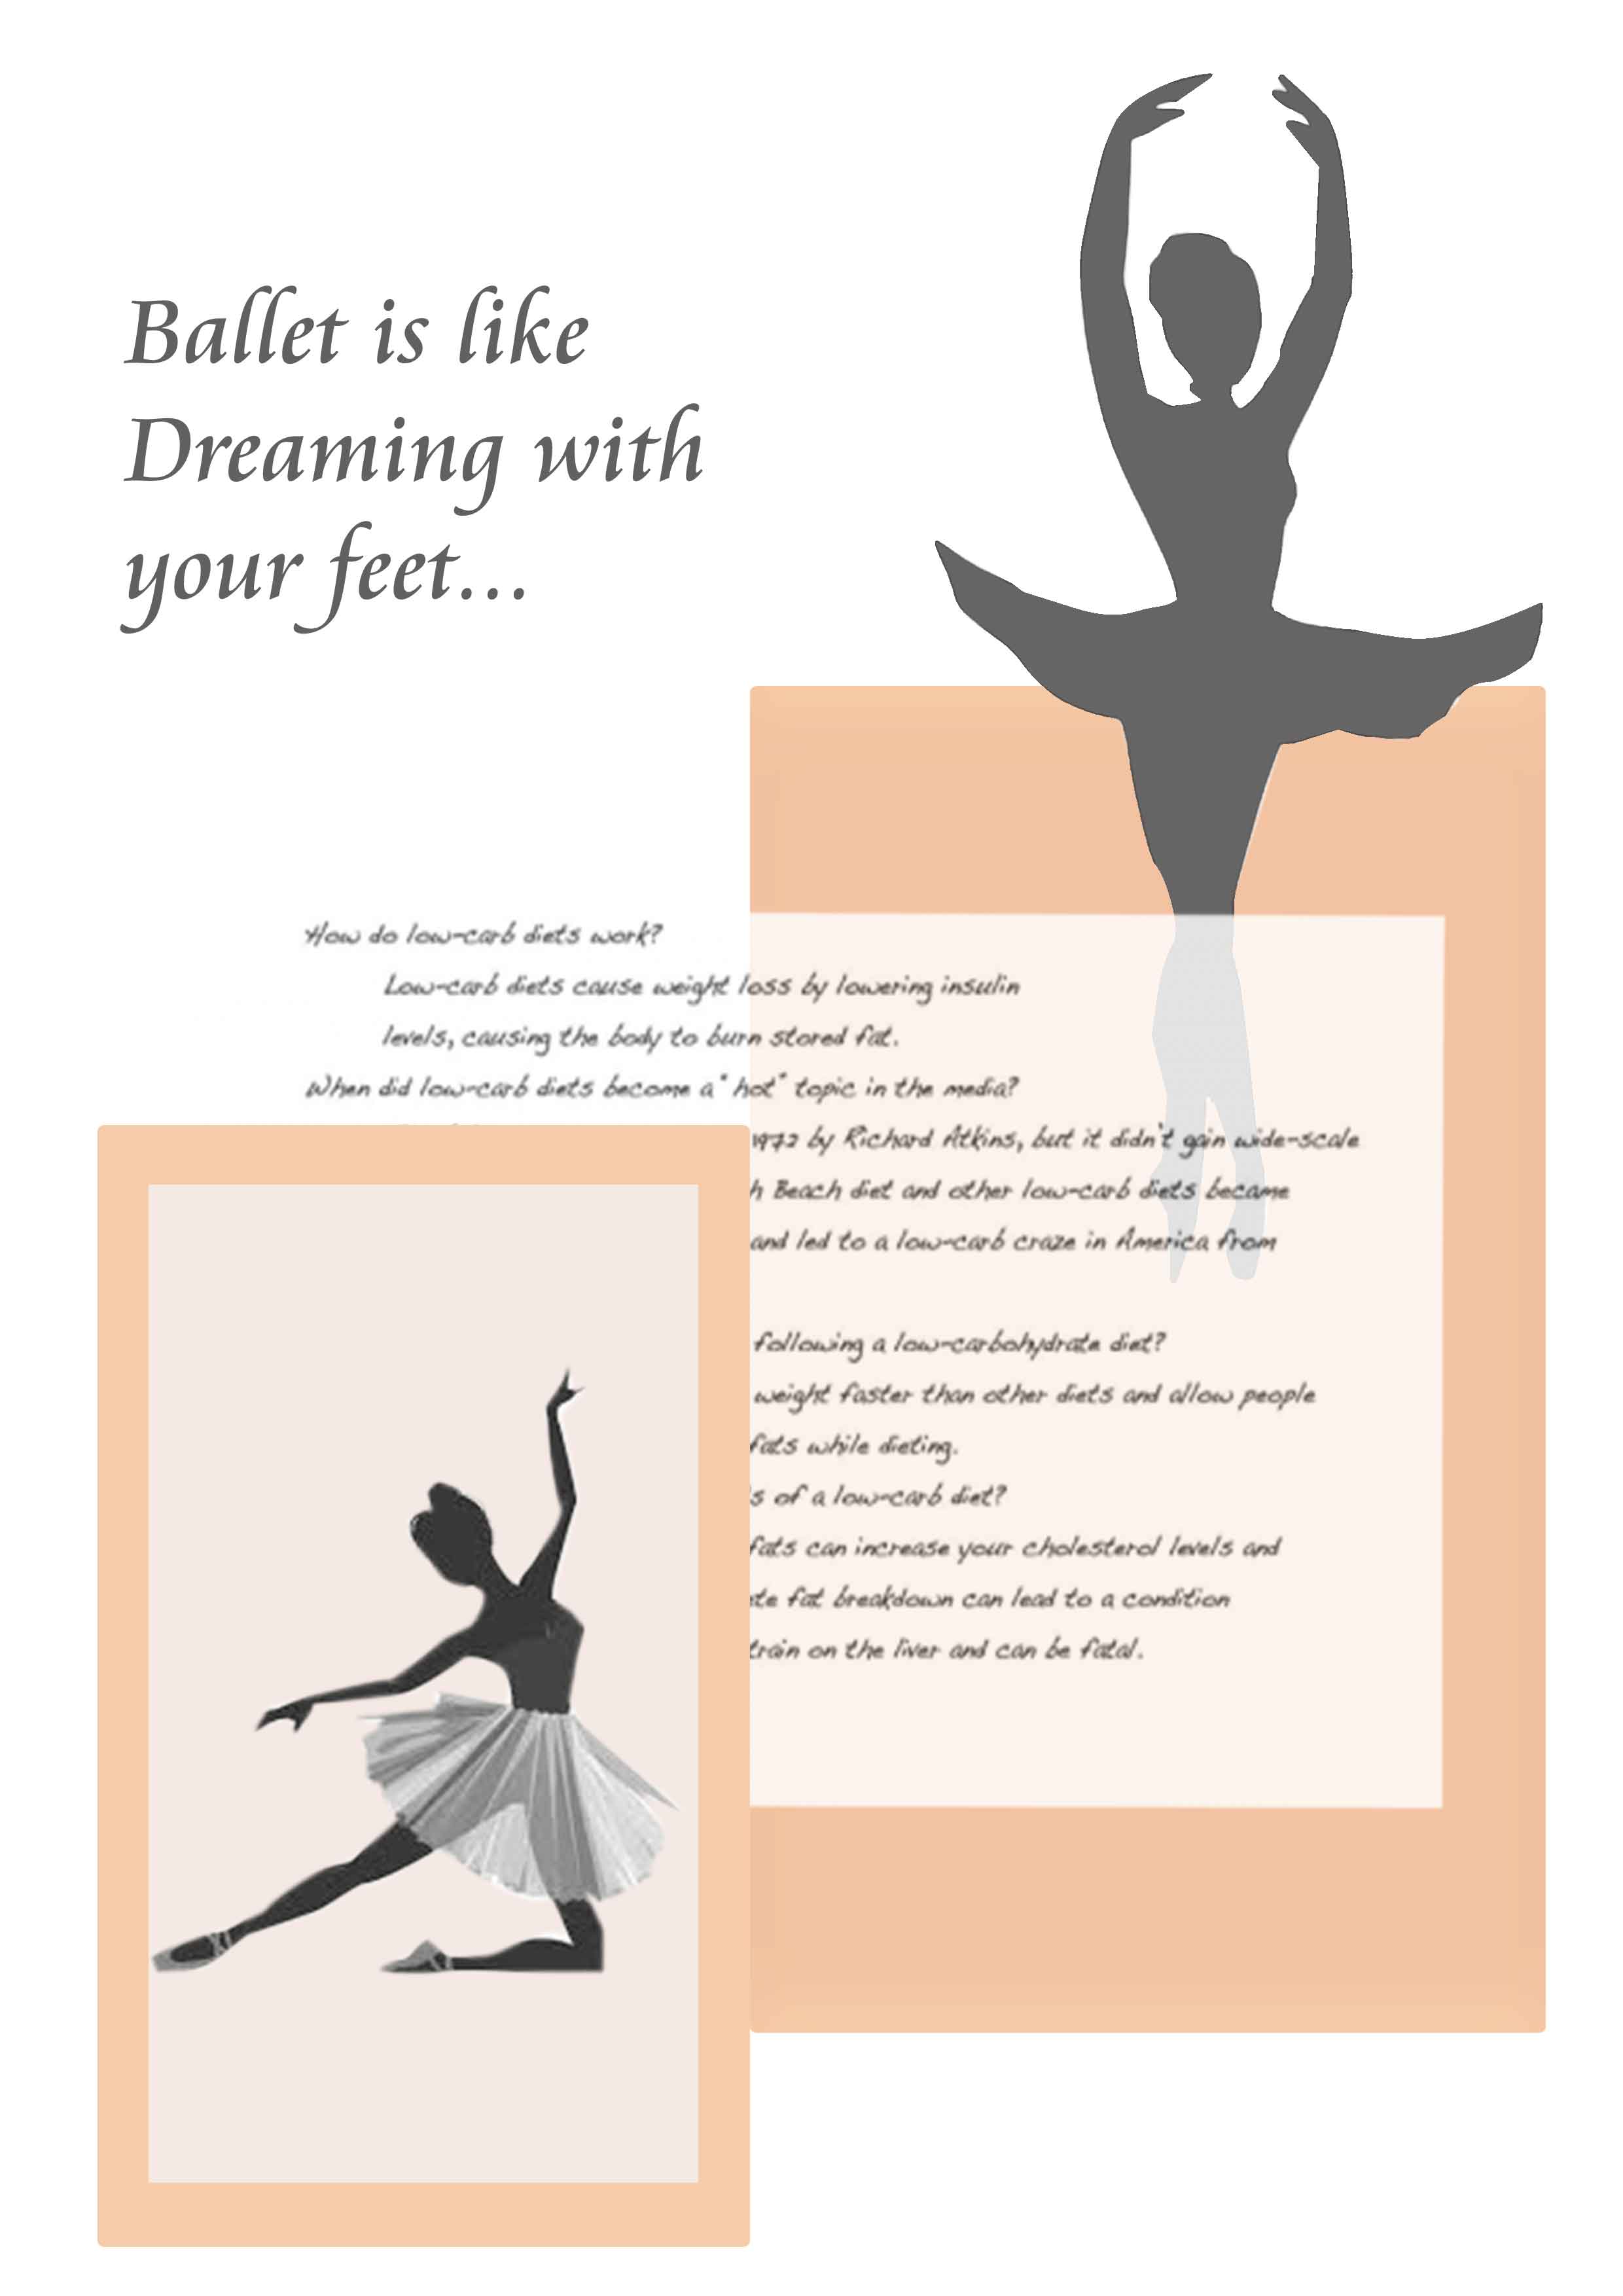 Ballet is like
Dreaming with
your feet...
How do low-carb diets work?
Low-carb diets cause weight loss by lowering insulin
levels, causing the body to burn stored fat.
When did low-carb diets become a "hot" topic in the media?
1972 by Richard Atkins, but it didn't gain wide-scale
Beach diet and other low-carb diets became
and led to a low-carb craze in America from
following a low-carbohydrate diet?
weight faster than other diets and allow people
fats while dieting.
of a low-carb diet?
fats can increase your cholesterol levels and
fat breakdown can lead to a condition
on the liver and can be fatal.